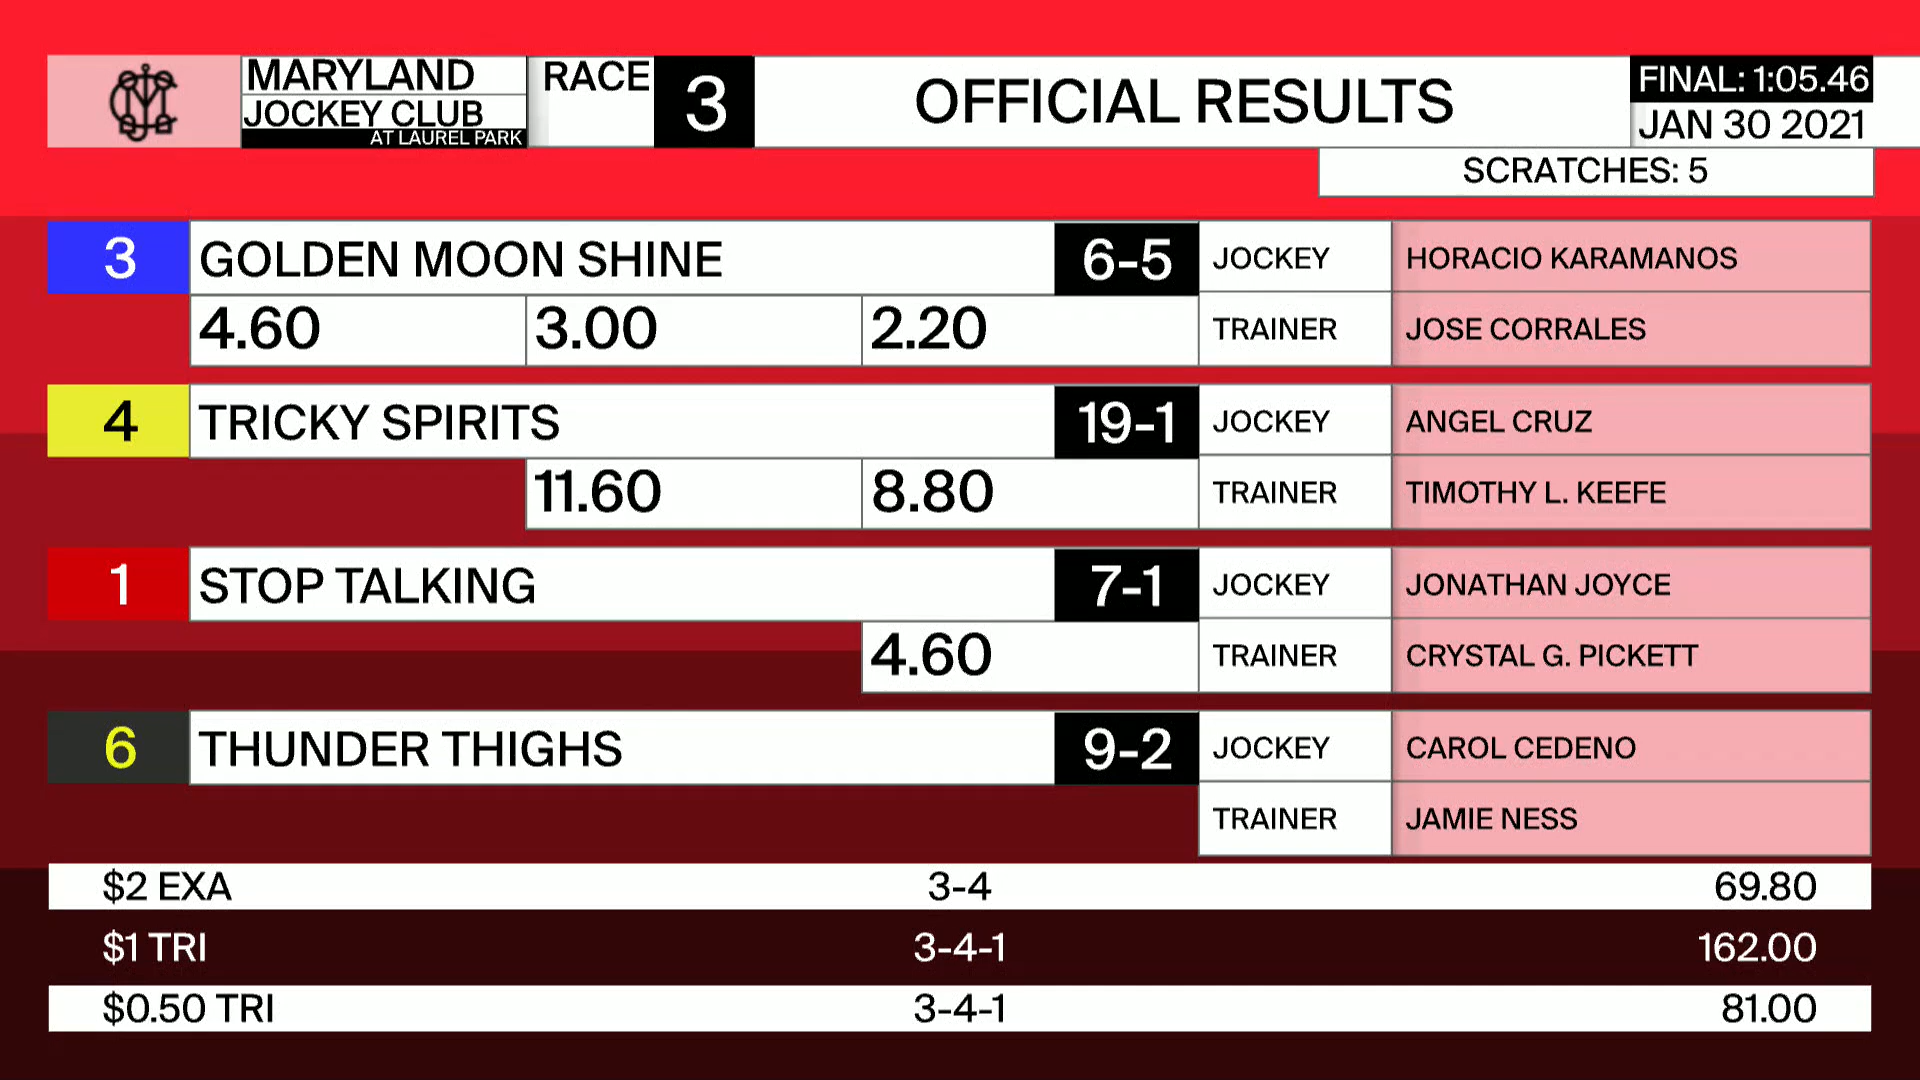 MARYLAND
JOCKEY CLUB
AT LAUREL PARK
RACE 3
OFFICIAL RESULTS
FINAL: 1:05.46
JAN 30 2021
SCRATCHES: 5
3 GOLDEN MOON SHINE 6-5 JOCKEY HORACIO KARAMANOS
4.60 3.00 2.20 TRAINER JOSE CORRALES
4 TRICKY SPIRITS 19-1 JOCKEY ANGEL CRUZ
11.60 8.80 TRAINER TIMOTHY L. KEEFE
1 STOP TALKING 7-1 JOCKEY JONATHAN JOYCE
4.60 TRAINER CRYSTAL G. PICKETT
6 THUNDER THIGHS 9-2 JOCKEY CAROL CEDENO
TRAINER JAMIE NESS
$2 EXA 3-4 69.80
$1 TRI 3-4-1 162.00
$0.50 TRI 3-4-1 81.00